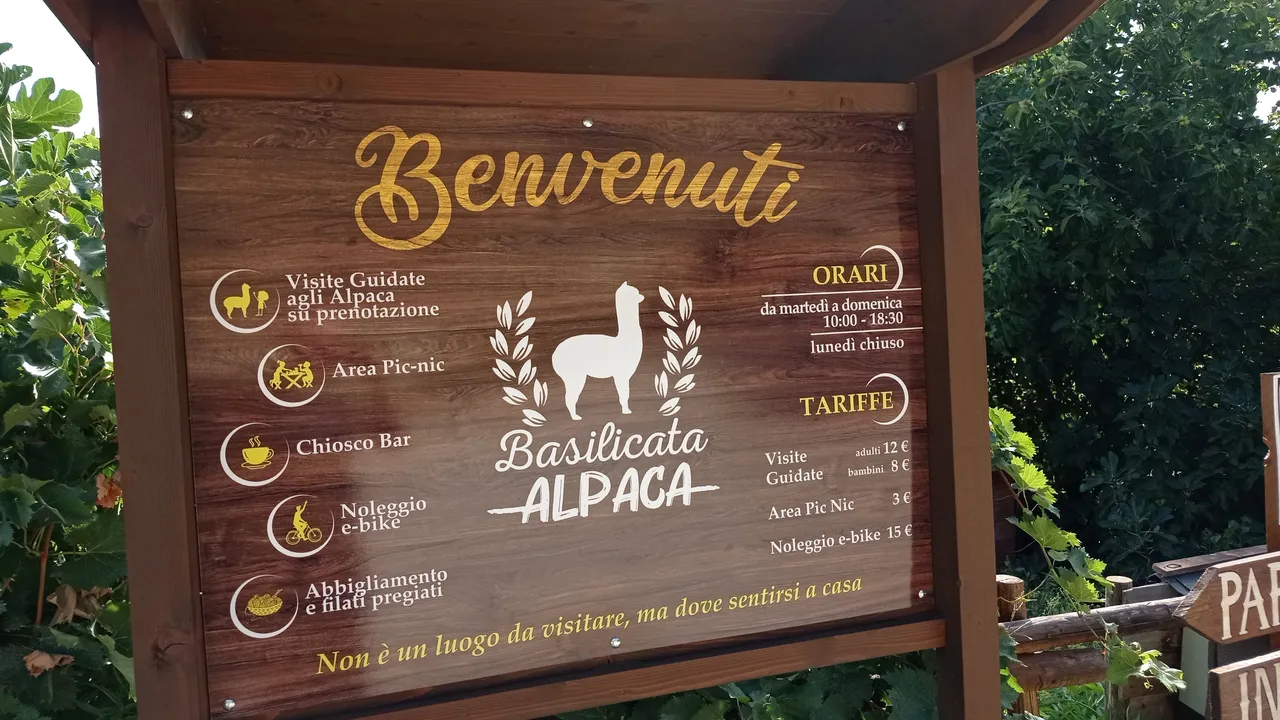 Benvenuti
Visite Guidate
agli Alpaca
su prenotazione
Area Pic-nic
Chiosco Bar
Noleggio
e-bike
Abbigliamento
e filati pregiati
Basilicata
ALPACA
ORARI
da martedì a domenica
10:00 - 18:30
lunedì chiuso
TARIFFE
Visite
Guidate
adulti 12 €
bambini 8 €
Area Pic Nic 3 €
Noleggio e-bike 15 €
Non è un luogo da visitare, ma dove sentirsi a casa